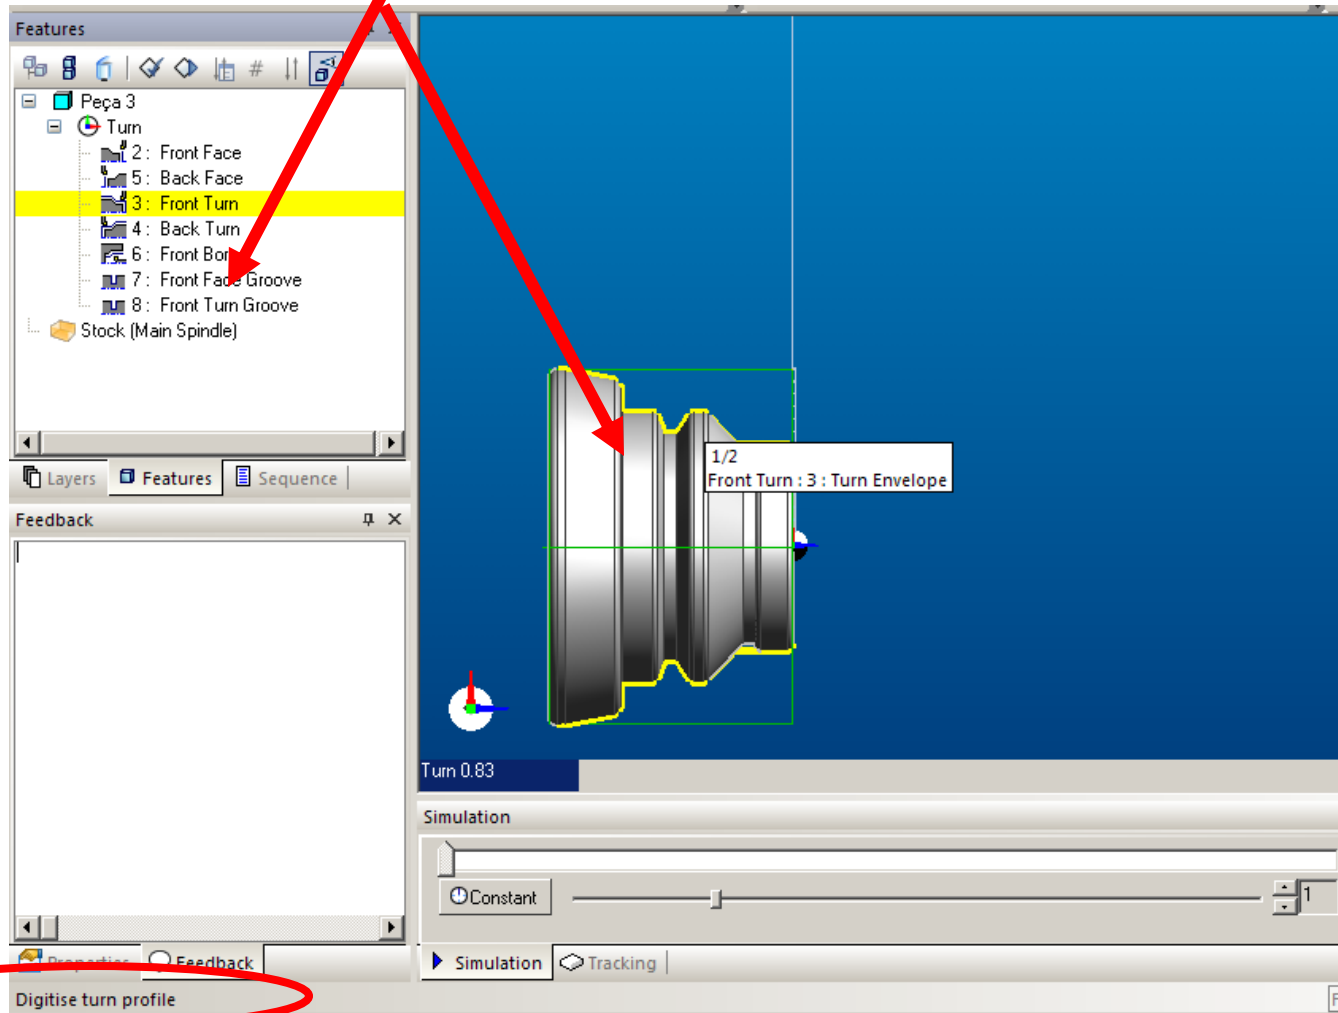 Features
#
Peça 3
Turn
2 : Front Face
5 : Back Face
3 : Front Turn
4 : Back Turn
6 : Front Bor
7 : Front Face Groove
8 : Front Turn Groove
Stock (Main Spindle)
Layers Features Sequence
Feedback
1/2
Front Turn : 3 : Turn Envelope
Turn 0.83
Simulation
Constant
1
Properties Feedback
Simulation Tracking
Digitise turn profile
F